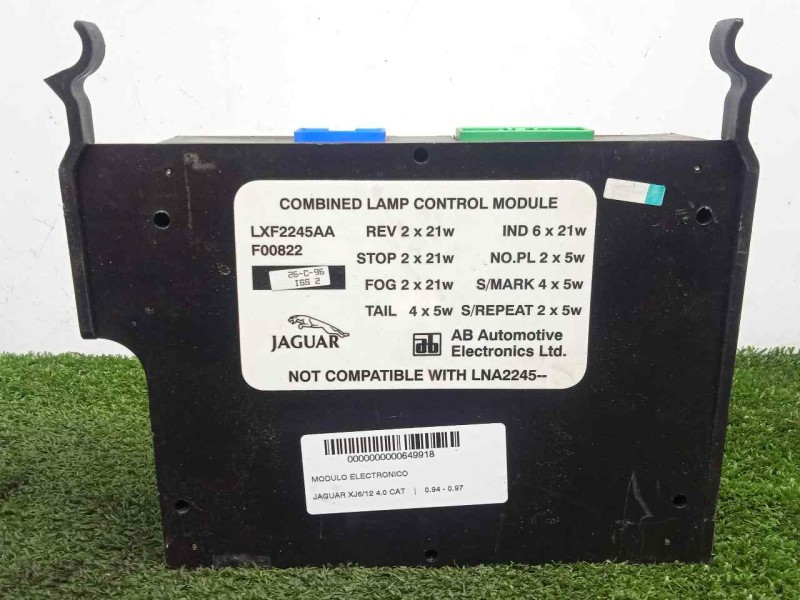 COMBINED LAMP CONTROL MODULE
LXF2245AA REV 2 x 21w IND 6 x 21w
F00822
STOP 2 x 21w NO.PL 2 x 5w
26-C-96
ISS 2
FOG 2 x 21w S/MARK 4 x 5w
TAIL 4 x 5w S/REPEAT 2 x 5w
JAGUAR
ab AB Automotive
Electronics Ltd.
NOT COMPATIBLE WITH LNA2245--
0000000000649918
MODULO ELECTRONICO
JAGUAR XJ6/12 4.0 CAT | 0.94 - 0.97